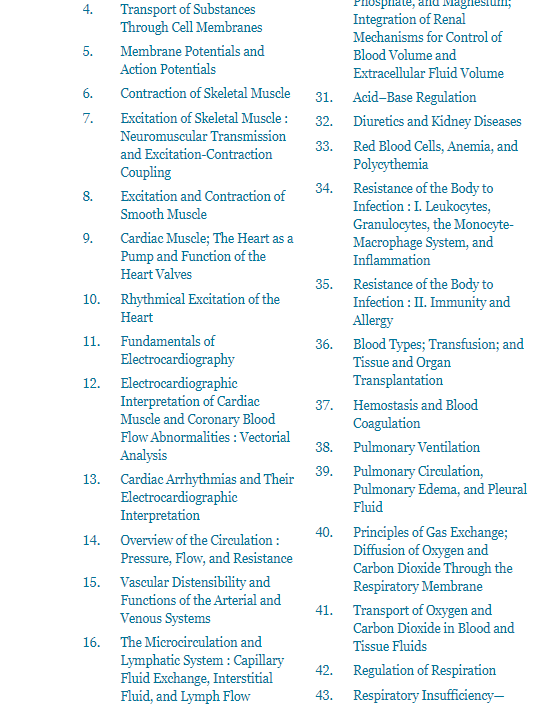 4. Transport of Substances
Through Cell Membranes
5. Membrane Potentials and
Action Potentials
6. Contraction of Skeletal Muscle
7. Excitation of Skeletal Muscle :
Neuromuscular Transmission
and Excitation-Contraction
Coupling
8. Excitation and Contraction of
Smooth Muscle
9. Cardiac Muscle; The Heart as a
Pump and Function of the
Heart Valves
10. Rhythmical Excitation of the
Heart
11. Fundamentals of
Electrocardiography
12. Electrocardiographic
Interpretation of Cardiac
Muscle and Coronary Blood
Flow Abnormalities : Vectorial
Analysis
13. Cardiac Arrhythmias and Their
Electrocardiographic
Interpretation
14. Overview of the Circulation :
Pressure, Flow, and Resistance
15. Vascular Distensibility and
Functions of the Arterial and
Venous Systems
16. The Microcirculation and
Lymphatic System : Capillary
Fluid Exchange, Interstitial
Fluid, and Lymph Flow
Phosphate, and Magnesium;
Integration of Renal
Mechanisms for Control of
Blood Volume and
Extracellular Fluid Volume
31. Acid–Base Regulation
32. Diuretics and Kidney Diseases
33. Red Blood Cells, Anemia, and
Polycythemia
34. Resistance of the Body to
Infection : I. Leukocytes,
Granulocytes, the Monocyte-
Macrophage System, and
Inflammation
35. Resistance of the Body to
Infection : II. Immunity and
Allergy
36. Blood Types; Transfusion; and
Tissue and Organ
Transplantation
37. Hemostasis and Blood
Coagulation
38. Pulmonary Ventilation
39. Pulmonary Circulation,
Pulmonary Edema, and Pleural
Fluid
40. Principles of Gas Exchange;
Diffusion of Oxygen and
Carbon Dioxide Through the
Respiratory Membrane
41. Transport of Oxygen and
Carbon Dioxide in Blood and
Tissue Fluids
42. Regulation of Respiration
43. Respiratory Insufficiency—